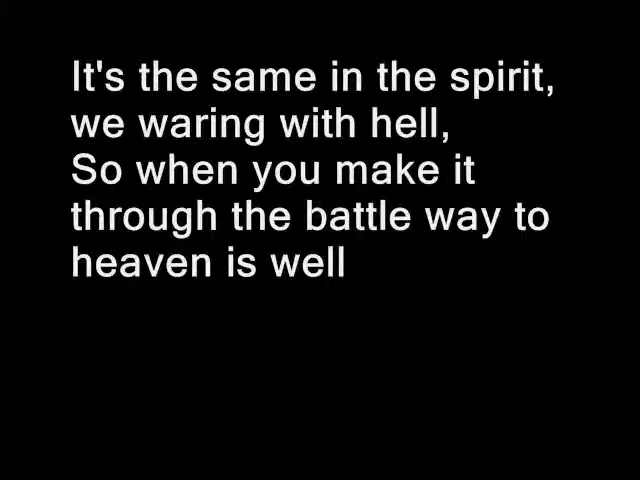 It's the same in the spirit,
we waring with hell,
So when you make it
through the battle way to
heaven is well